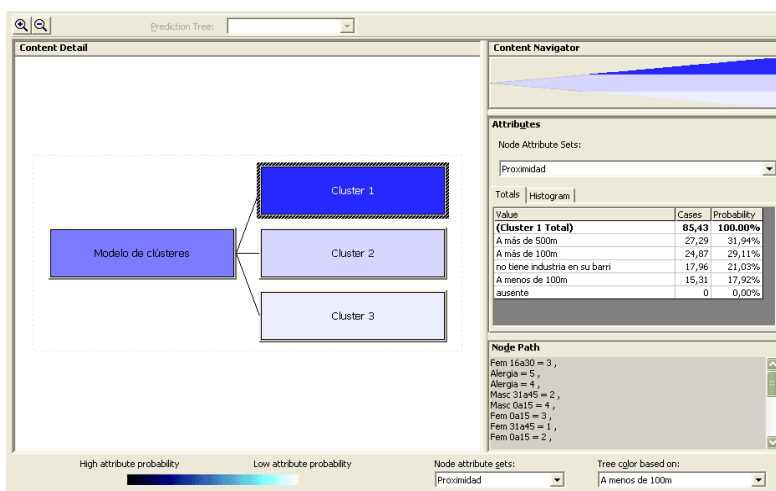 Prediction Tree:
Content Detail
Content Navigator
Modelo de clústeres
Cluster 1
Cluster 2
Cluster 3
Attributes
Node Attribute Sets:
Proximidad
Totals Histogram
Value Cases Probability
(Cluster 1 Total) 85,43 100.00%
A más de 500m 27,29 31,94%
A más de 100m 24,87 29,11%
no tiene industria en su barri 17,96 21,03%
A menos de 100m 15,31 17,92%
ausente 0 0,00%
Node Path
Fem 16a30 = 3 ,
Alergia = 5 ,
Alergia = 4 ,
Masc 31a45 = 2 ,
Masc 0a15 = 4 ,
Fem 0a15 = 3 ,
Fem 31a45 = 1 ,
Fem 0a15 = 2 ,
High attribute probability Low attribute probability
Node attribute sets:
Proximidad
Tree color based on:
A menos de 100m